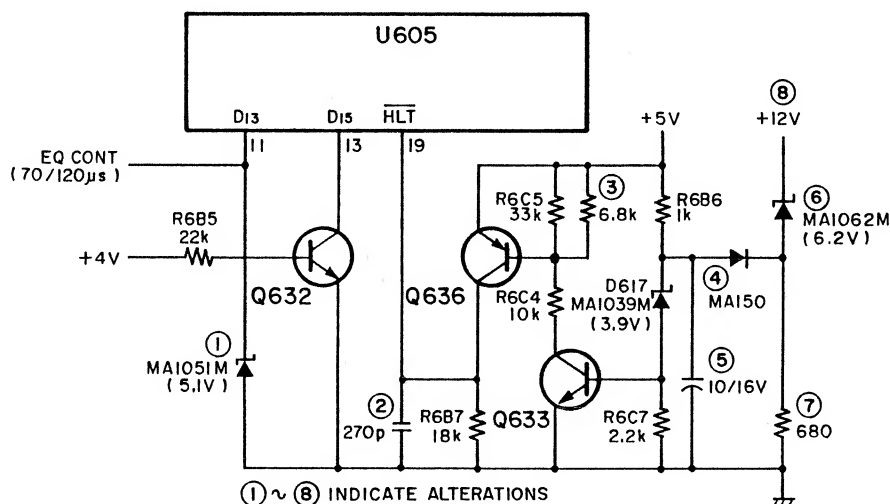 U605
D13
D15
HLT
11
13
19
+5V
⑧
+12V
EQ CONT
(70/120μs)
R6B5
22k
+4V
Q632
Q636
R6C5
33k
③
6.8k
R6B6
1k
⑥
MA1062M
(6.2V)
R6C4
10k
D617
MA1039M
(3.9V)
④
MA150
①
MA1051M
(5.1V)
②
270p
R6B7
18k
Q633
R6C7
2.2k
⑤
10/16V
⑦
680
①~⑧ INDICATE ALTERATIONS